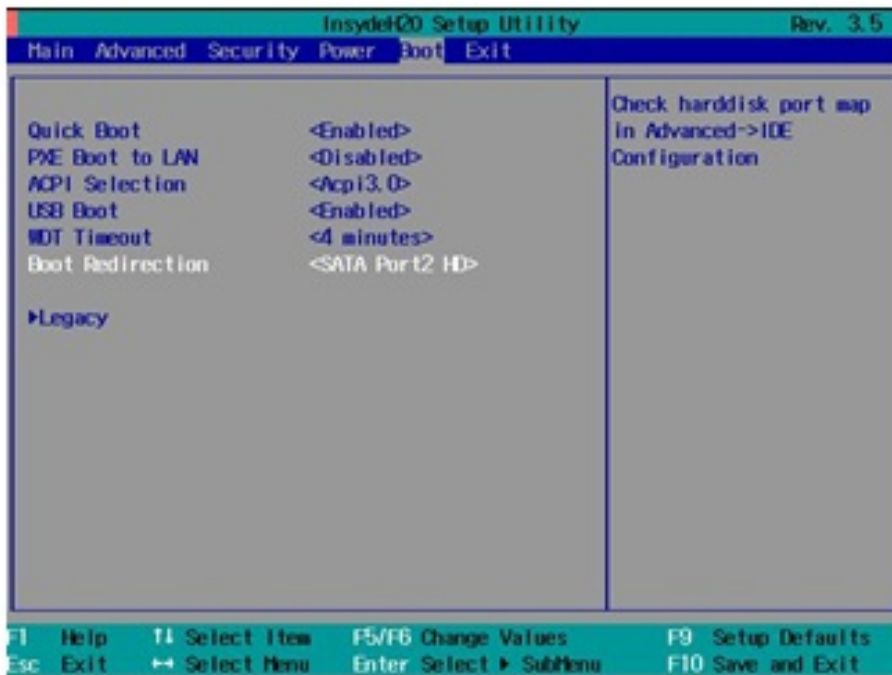 InsydeH2O Setup Utility Rev. 3.5
Main Advanced Security Power Boot Exit
Quick Boot <Enabled>
PXE Boot to LAN <Disabled>
ACPI Selection <Acpi3.0>
USB Boot <Enabled>
WDT Timeout <4 minutes>
Boot Redirection <SATA Port2 HD>
▸Legacy
Check harddisk port map
in Advanced->IDE
Configuration
F1 Help ↑↓ Select Item F5/F6 Change Values F9 Setup Defaults
Esc Exit ↔ Select Menu Enter Select ▸ SubMenu F10 Save and Exit